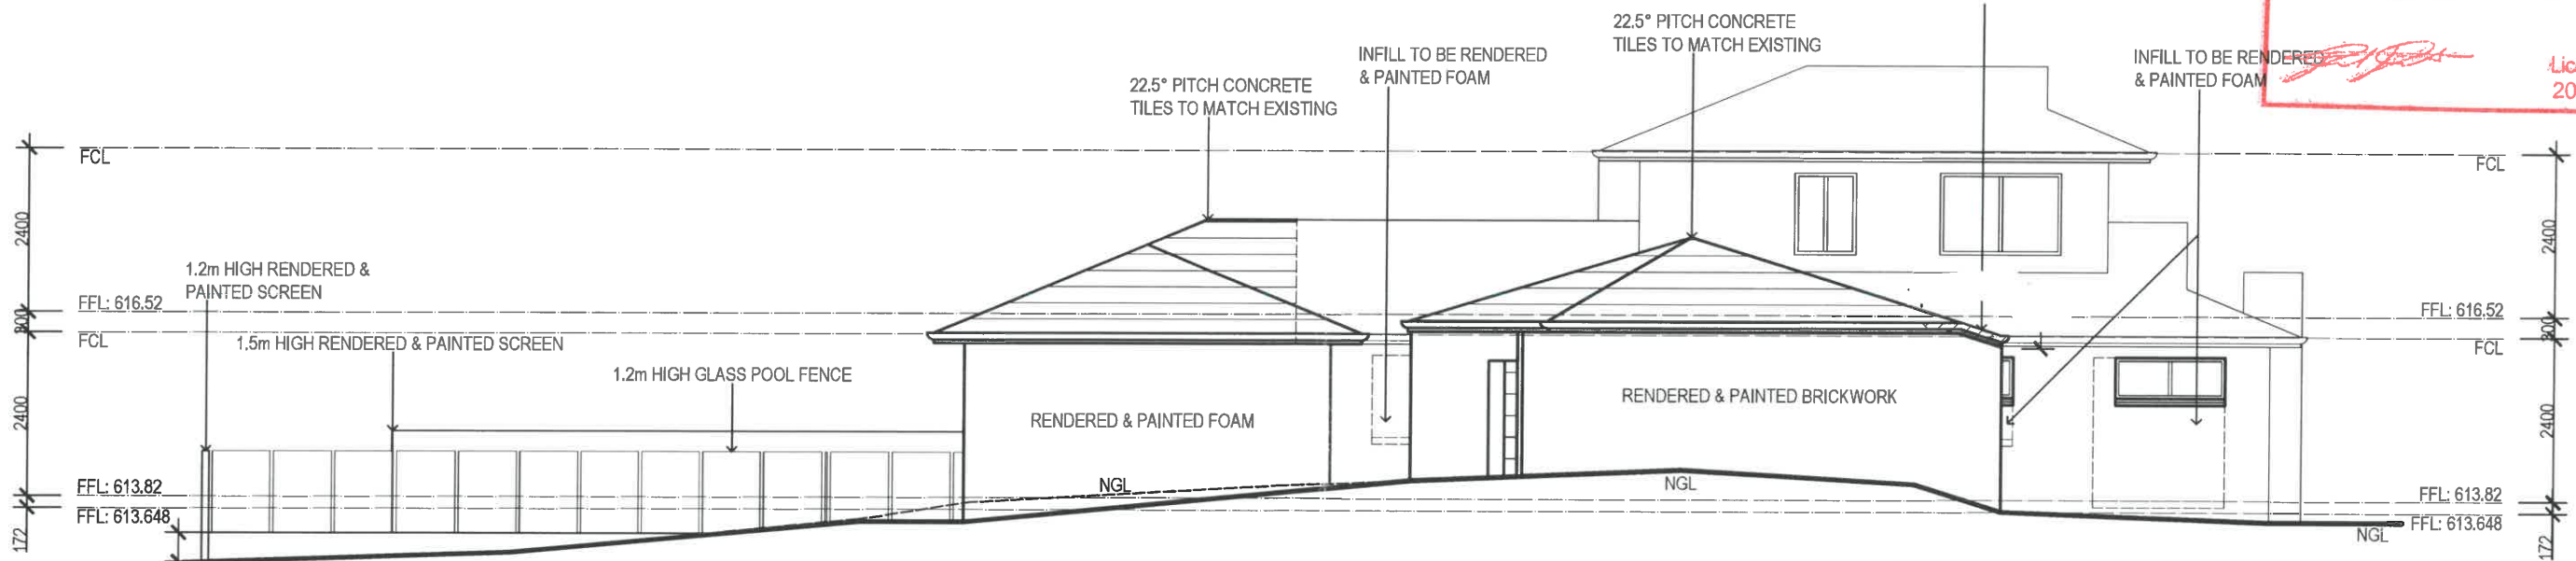 22.5° PITCH CONCRETE
TILES TO MATCH EXISTING
INFILL TO BE RENDERED
& PAINTED FOAM
22.5° PITCH CONCRETE
TILES TO MATCH EXISTING
INFILL TO BE RENDERED
& PAINTED FOAM
Lic
20
FCL
FCL
2400
2400
1.2m HIGH RENDERED &
PAINTED SCREEN
FFL: 616.52
FFL: 616.52
300
300
FCL
FCL
1.5m HIGH RENDERED & PAINTED SCREEN
1.2m HIGH GLASS POOL FENCE
RENDERED & PAINTED FOAM
RENDERED & PAINTED BRICKWORK
2400
2400
NGL
NGL
FFL: 613.82
FFL: 613.82
FFL: 613.648
FFL: 613.648
NGL
172
172